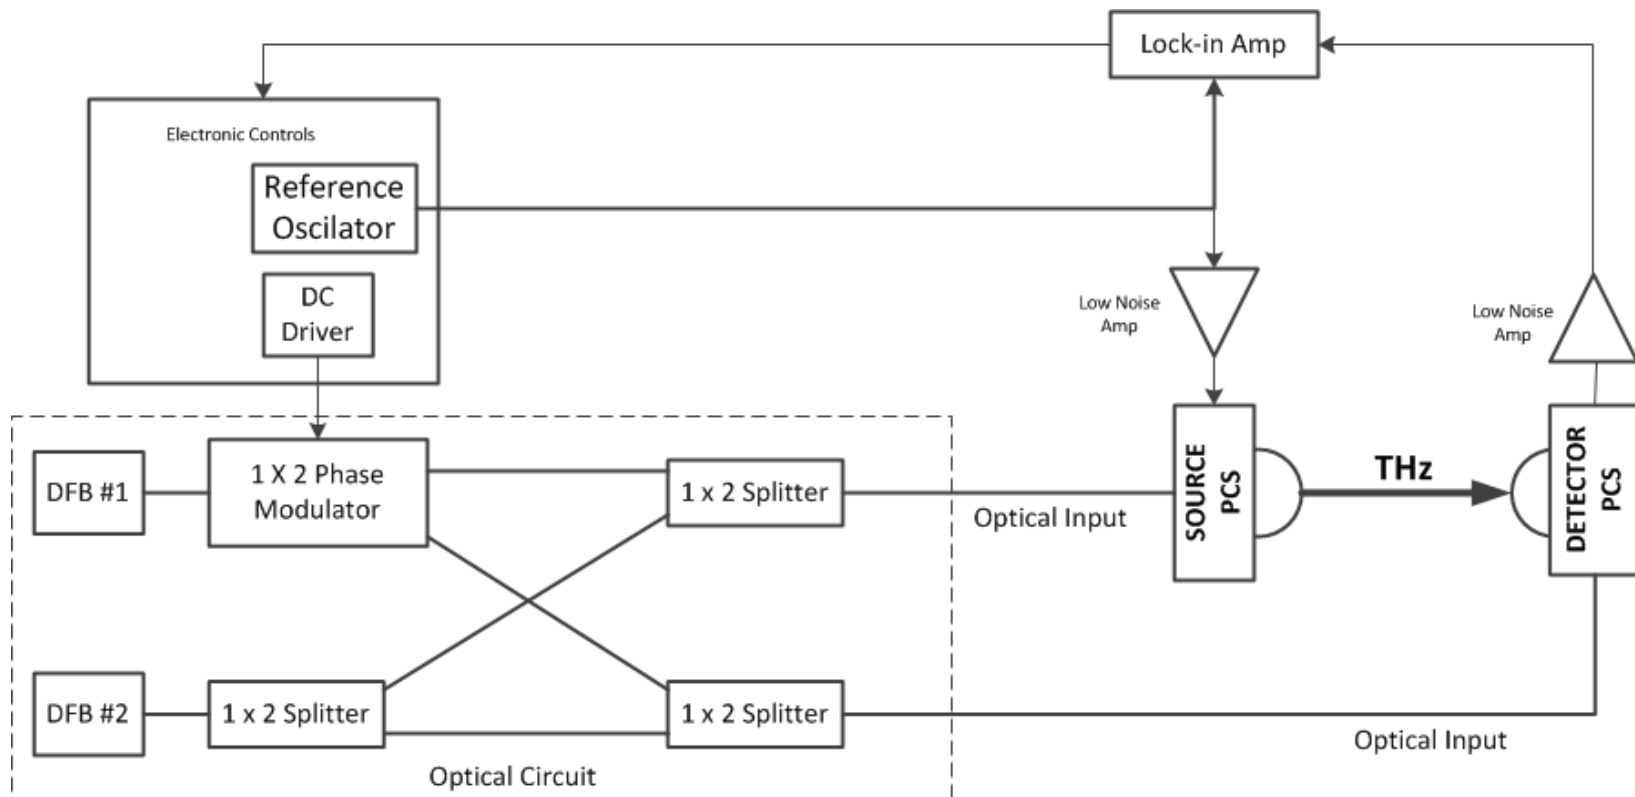 Lock-in Amp
Electronic Controls
Reference
Oscilator
DC
Driver
Low Noise
Amp
Low Noise
Amp
DFB #1
1 X 2 Phase
Modulator
1 x 2 Splitter
Optical Input
SOURCE
PCS
THz
DETECTOR
PCS
DFB #2
1 x 2 Splitter
1 x 2 Splitter
Optical Input
Optical Circuit